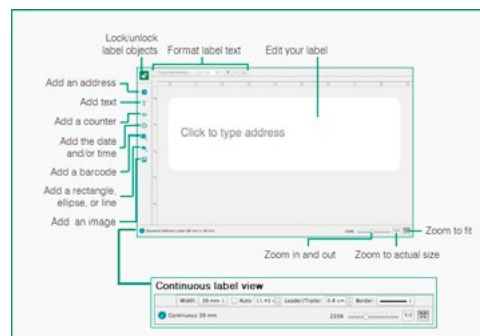 Lock/unlock
label objects
Format label text
Edit your label
Add an address
Add text
Add a counter
Add the date
and/or time
Add a barcode
Add a rectangle,
ellipse, or line
Add an image
Click to type address
Zoom to fit
Zoom in and out
Zoom to actual size
Continuous label view
Width: 39 mm
Auto
Leader/Trailer:
Border:
Continuous 39 mm